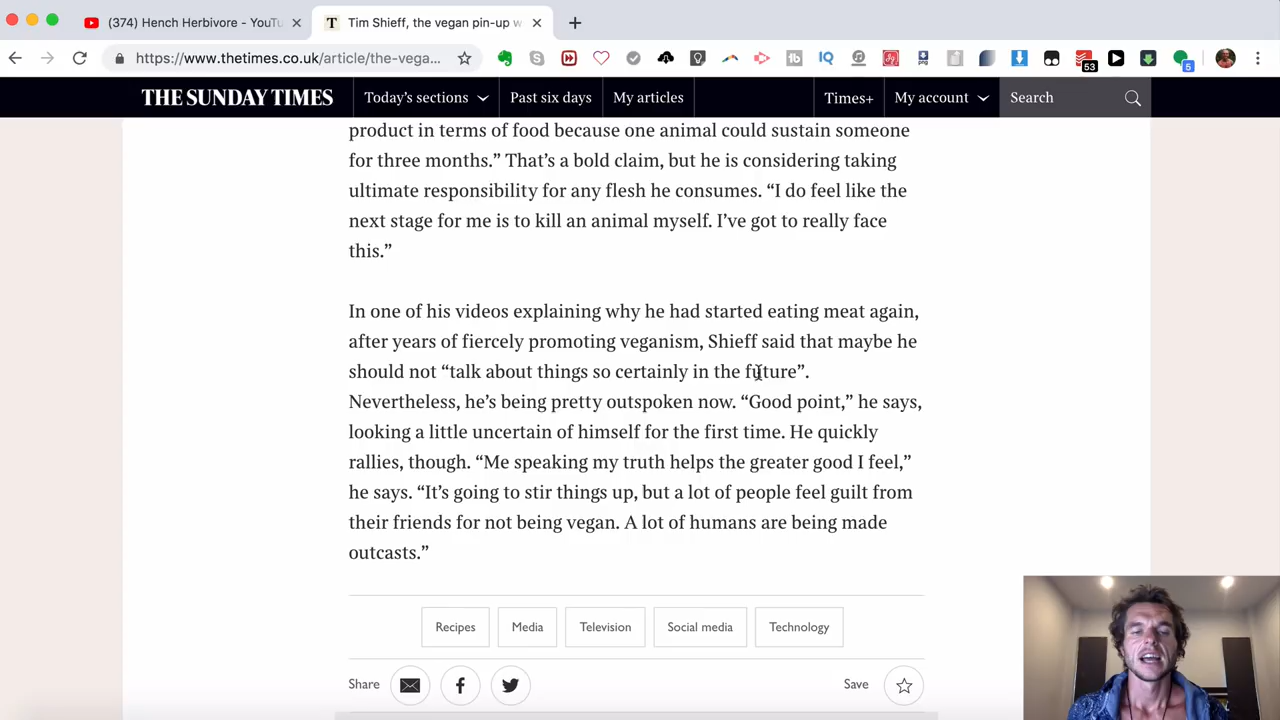 (374) Hench Herbivore - YouTu
T Tim Shieff, the vegan pin-up w
https://www.thetimes.co.uk/article/the-vega...
53
5
THE SUNDAY TIMES
Today's sections
Past six days
My articles
Times+
My account
Search
product in terms of food because one animal could sustain someone
for three months.” That’s a bold claim, but he is considering taking
ultimate responsibility for any flesh he consumes. “I do feel like the
next stage for me is to kill an animal myself. I’ve got to really face
this.”
In one of his videos explaining why he had started eating meat again,
after years of fiercely promoting veganism, Shieff said that maybe he
should not “talk about things so certainly in the future”.
Nevertheless, he’s being pretty outspoken now. “Good point,” he says,
looking a little uncertain of himself for the first time. He quickly
rallies, though. “Me speaking my truth helps the greater good I feel,”
he says. “It’s going to stir things up, but a lot of people feel guilt from
their friends for not being vegan. A lot of humans are being made
outcasts.”
Recipes
Media
Television
Social media
Technology
Share
Save